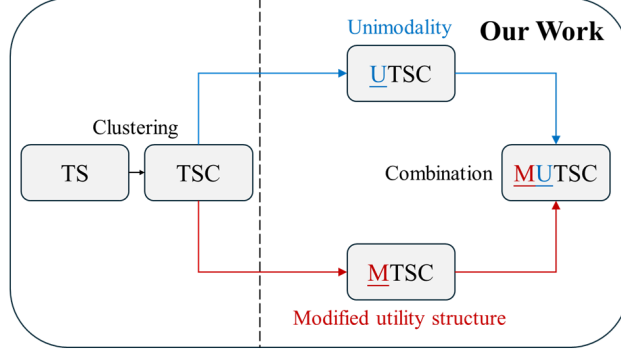 Unimodality
Our Work
UTSC
Clustering
TS
TSC
Combination
MUTSC
MTSC
Modified utility structure